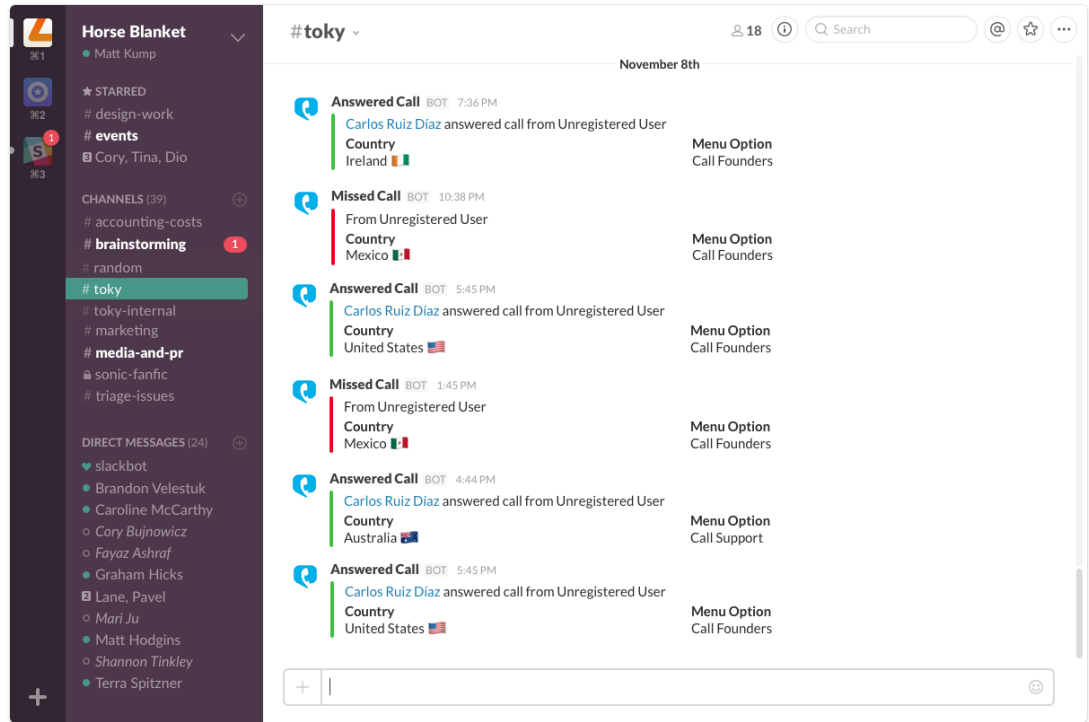 ⌘1
⌘2
1
S
⌘3
Horse Blanket
Matt Kump
STARRED
# design-work
# events
3 Cory, Tina, Dio
CHANNELS (39)
# accounting-costs
# brainstorming 1
# random
# toky
# toky-internal
# marketing
# media-and-pr
sonic-fanfic
# triage-issues
DIRECT MESSAGES (24)
slackbot
Brandon Velestuk
Caroline McCarthy
Cory Bujnowicz
Fayaz Ashraf
Graham Hicks
2 Lane, Pavel
Mari Ju
Matt Hodgins
Shannon Tinkley
Terra Spitzner
#toky
18
Search
@
November 8th
Answered Call BOT 7:36 PM
Carlos Ruiz Díaz answered call from Unregistered User
Country Menu Option
Ireland 🇮🇪 Call Founders
Missed Call BOT 10:38 PM
From Unregistered User
Country Menu Option
Mexico 🇲🇽 Call Founders
Answered Call BOT 5:45 PM
Carlos Ruiz Díaz answered call from Unregistered User
Country Menu Option
United States 🇺🇸 Call Founders
Missed Call BOT 1:45 PM
From Unregistered User
Country Menu Option
Mexico 🇲🇽 Call Founders
Answered Call BOT 4:44 PM
Carlos Ruiz Díaz answered call from Unregistered User
Country Menu Option
Australia 🇦🇺 Call Support
Answered Call BOT 5:45 PM
Carlos Ruiz Díaz answered call from Unregistered User
Country Menu Option
United States 🇺🇸 Call Founders